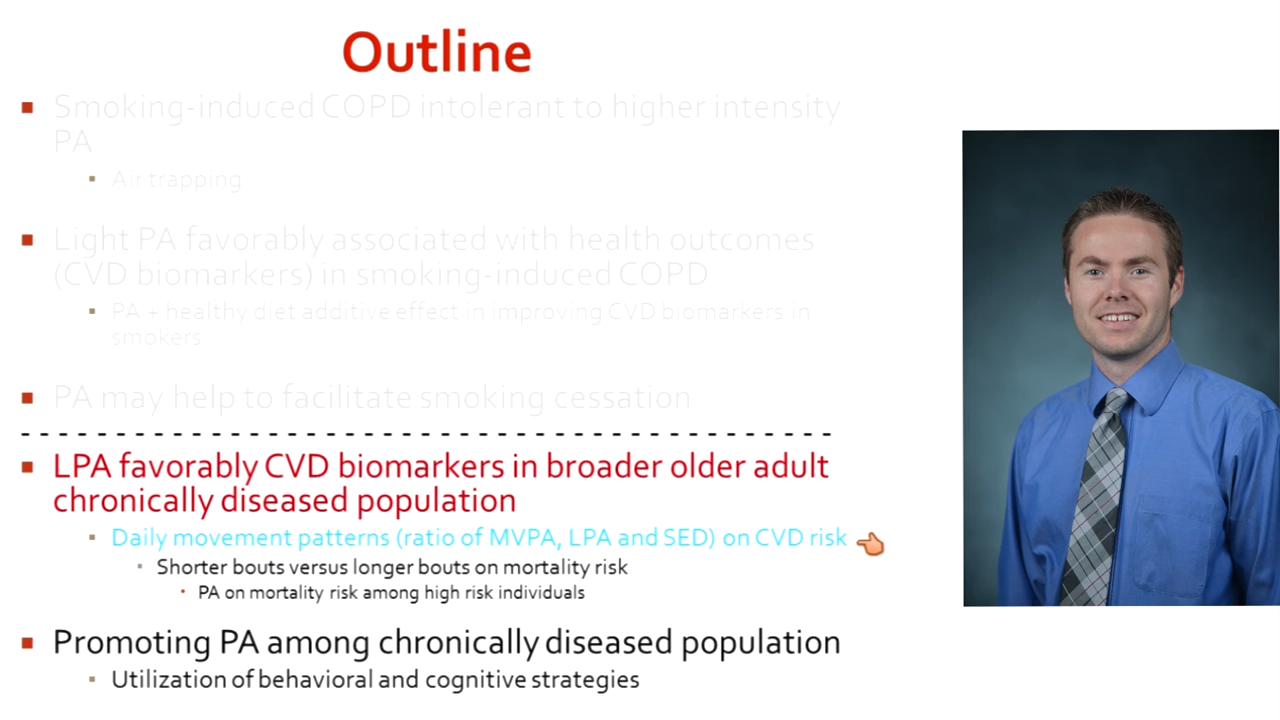 Outline
Smoking-induced COPD intolerant to higher intensity
PA
Air trapping
Light PA favorably associated with health outcomes
(CVD biomarkers) in smoking-induced COPD
PA + healthy diet additive effect in improving CVD biomarkers in
smokers
PA may help to facilitate smoking cessation
LPA favorably CVD biomarkers in broader older adult
chronically diseased population
Daily movement patterns (ratio of MVPA, LPA and SED) on CVD risk
Shorter bouts versus longer bouts on mortality risk
PA on mortality risk among high risk individuals
Promoting PA among chronically diseased population
Utilization of behavioral and cognitive strategies